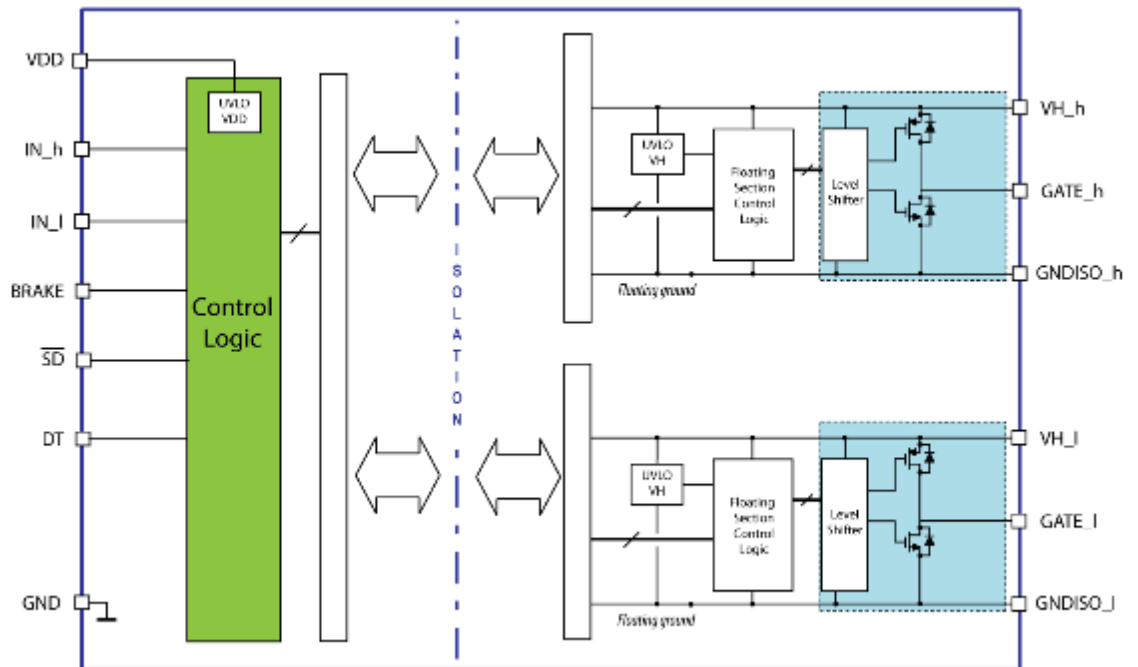 VDD
UVLO
VDD
IN_h
IN_l
BRAKE
SD
DT
GND
Control
Logic
ISOLATION
UVLO
VH
Floating
Section
Control
Logic
Level
Shifter
Floating ground
VH_h
GATE_h
GNDISO_h
UVLO
VH
Floating
Section
Control
Logic
Level
Shifter
Floating ground
VH_l
GATE_l
GNDISO_l